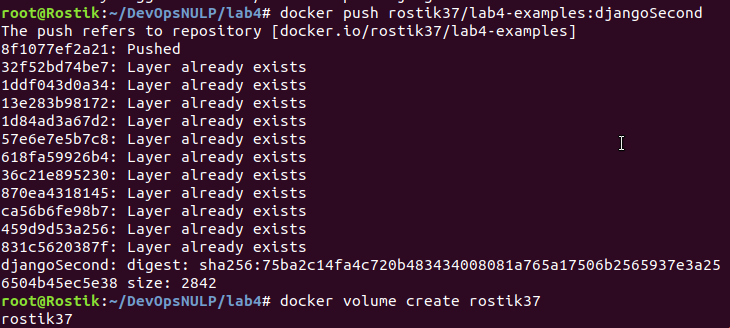 root@Rostik:~/DevOpsNULP/lab4# docker push rostik37/lab4-examples:djangoSecond
The push refers to repository [docker.io/rostik37/lab4-examples]
8f1077ef2a21: Pushed
32f52bd74be7: Layer already exists
1ddf043d0a34: Layer already exists
13e283b98172: Layer already exists
1d84ad3a67d2: Layer already exists
57e6e7e5b7c8: Layer already exists
618fa59926b4: Layer already exists
36c21e895230: Layer already exists
870ea4318145: Layer already exists
ca56b6fe98b7: Layer already exists
459d9d53a256: Layer already exists
831c5620387f: Layer already exists
djangoSecond: digest: sha256:75ba2c14fa4c720b483434008081a765a17506b2565937e3a25
6504b45ec5e38 size: 2842
root@Rostik:~/DevOpsNULP/lab4# docker volume create rostik37
rostik37